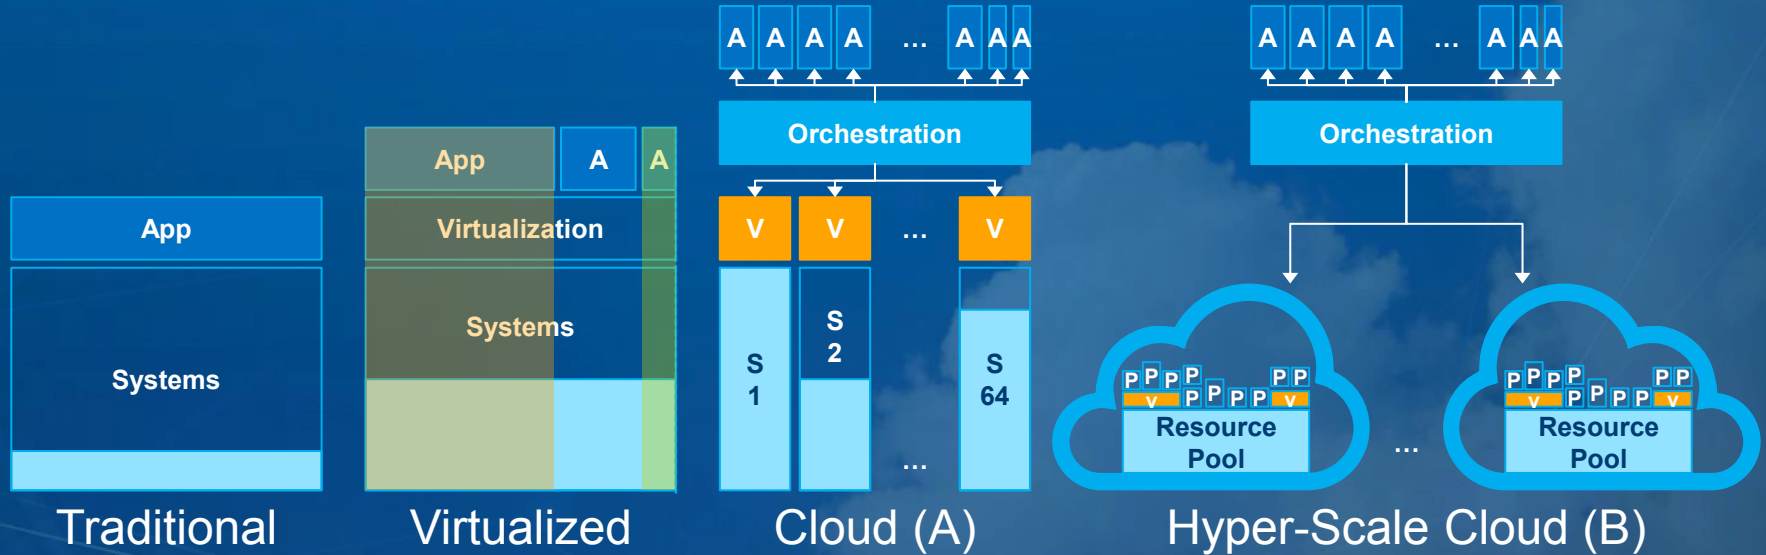 App
Systems
Traditional
App A A
Virtualization
Systems
Virtualized
A A A A ... A A A
Orchestration
V V ... V
S
1
S
2
...
S
64
Cloud (A)
A A A A ... A A A
Orchestration
P P P P P P
V P P P P V
Resource
Pool
...
P P P P P P
V P P P P V
Resource
Pool
Hyper-Scale Cloud (B)